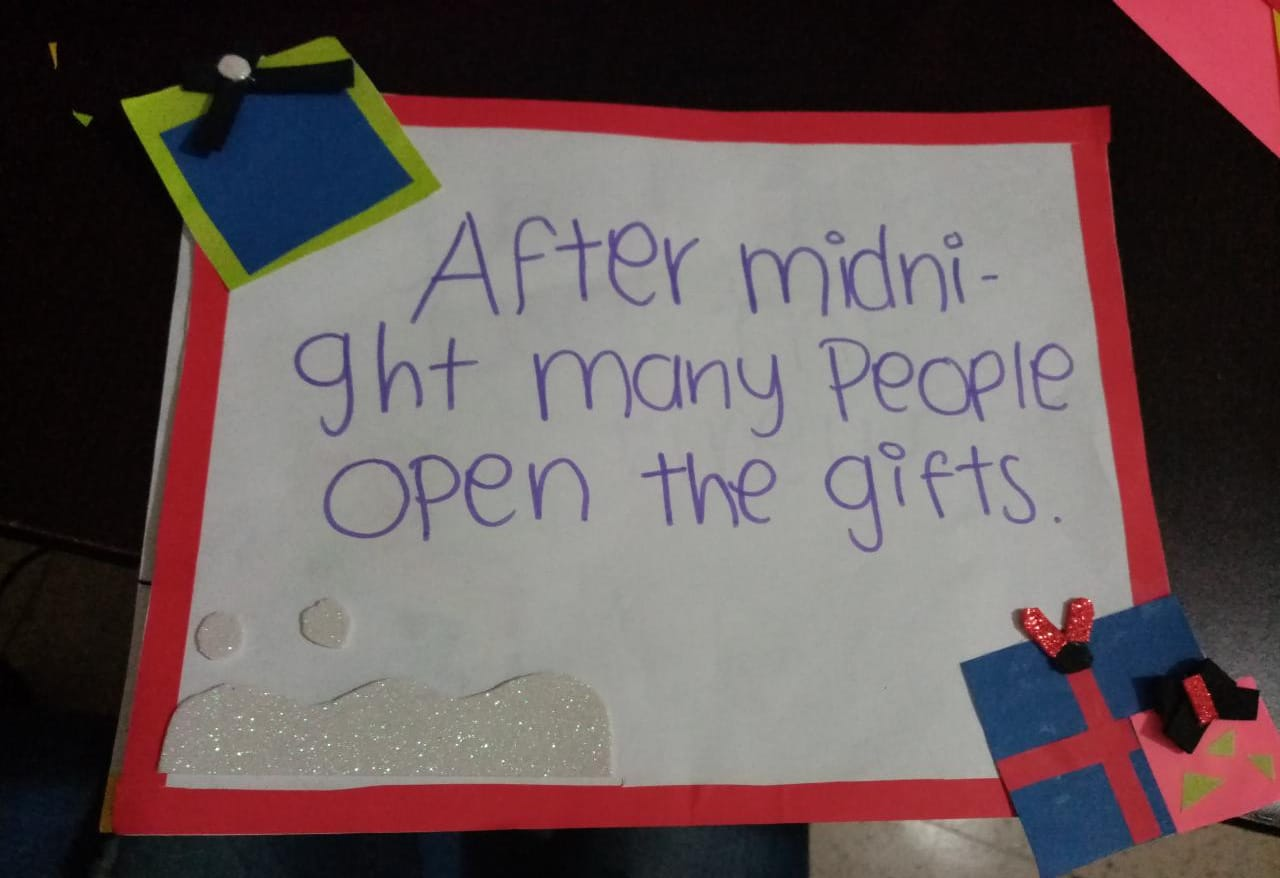 After midni-
ght many People
open the gifts.